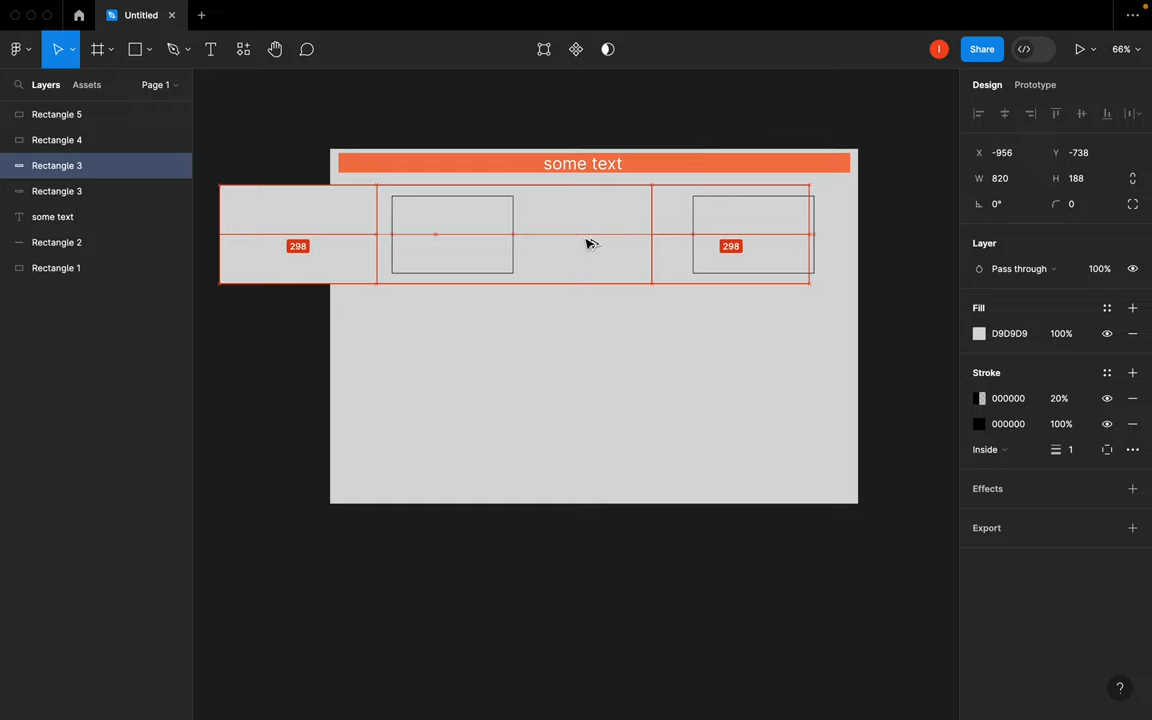 Untitled
I
Share
66%
Layers
Assets
Page 1
Design
Prototype
Rectangle 5
Rectangle 4
Rectangle 3
Rectangle 3
some text
Rectangle 2
Rectangle 1
some text
298
298
X -956 Y -738
W 820 H 188
0° 0
Layer
Pass through 100%
Fill
D9D9D9 100%
Stroke
000000 20%
000000 100%
Inside 1
Effects
Export
?